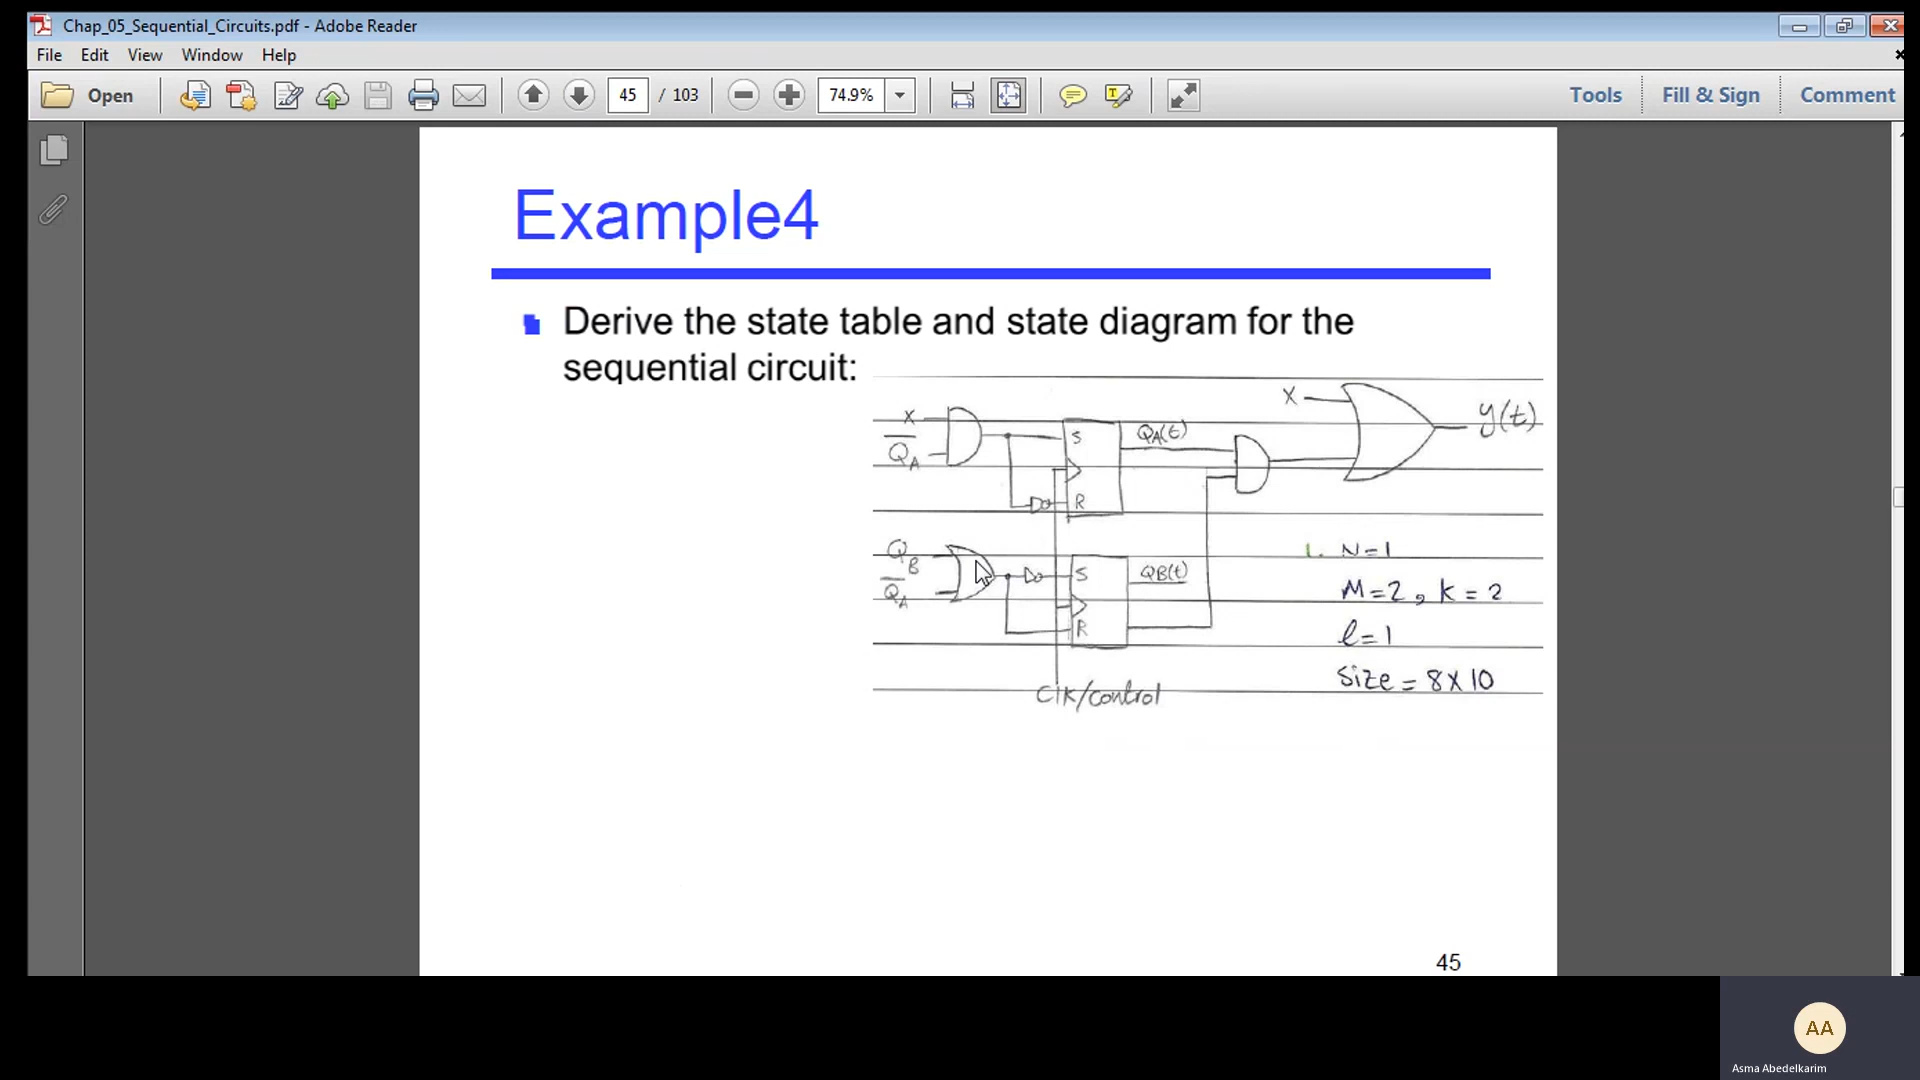 Chap_05_Sequential_Circuits.pdf - Adobe Reader
File Edit View Window Help
Open 45 / 103 74.9% Tools Fill & Sign Comment
Example4
Derive the state table and state diagram for the
sequential circuit:
X
Q̅A
S
R
QA(t)
X
y(t)
QB
Q̅A
S
R
QB(t)
Clk/control
1. N=1
M=2, k=2
l=1
Size = 8x10
45
AA
Asma Abedelkarim